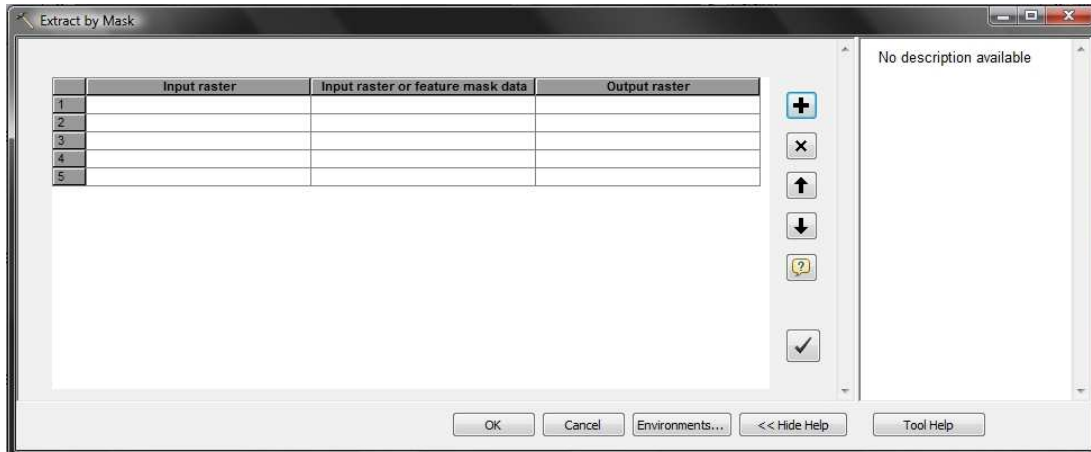 Extract by Mask
No description available
Input raster Input raster or feature mask data Output raster
1
2
3
4
5
OK Cancel Environments... << Hide Help Tool Help